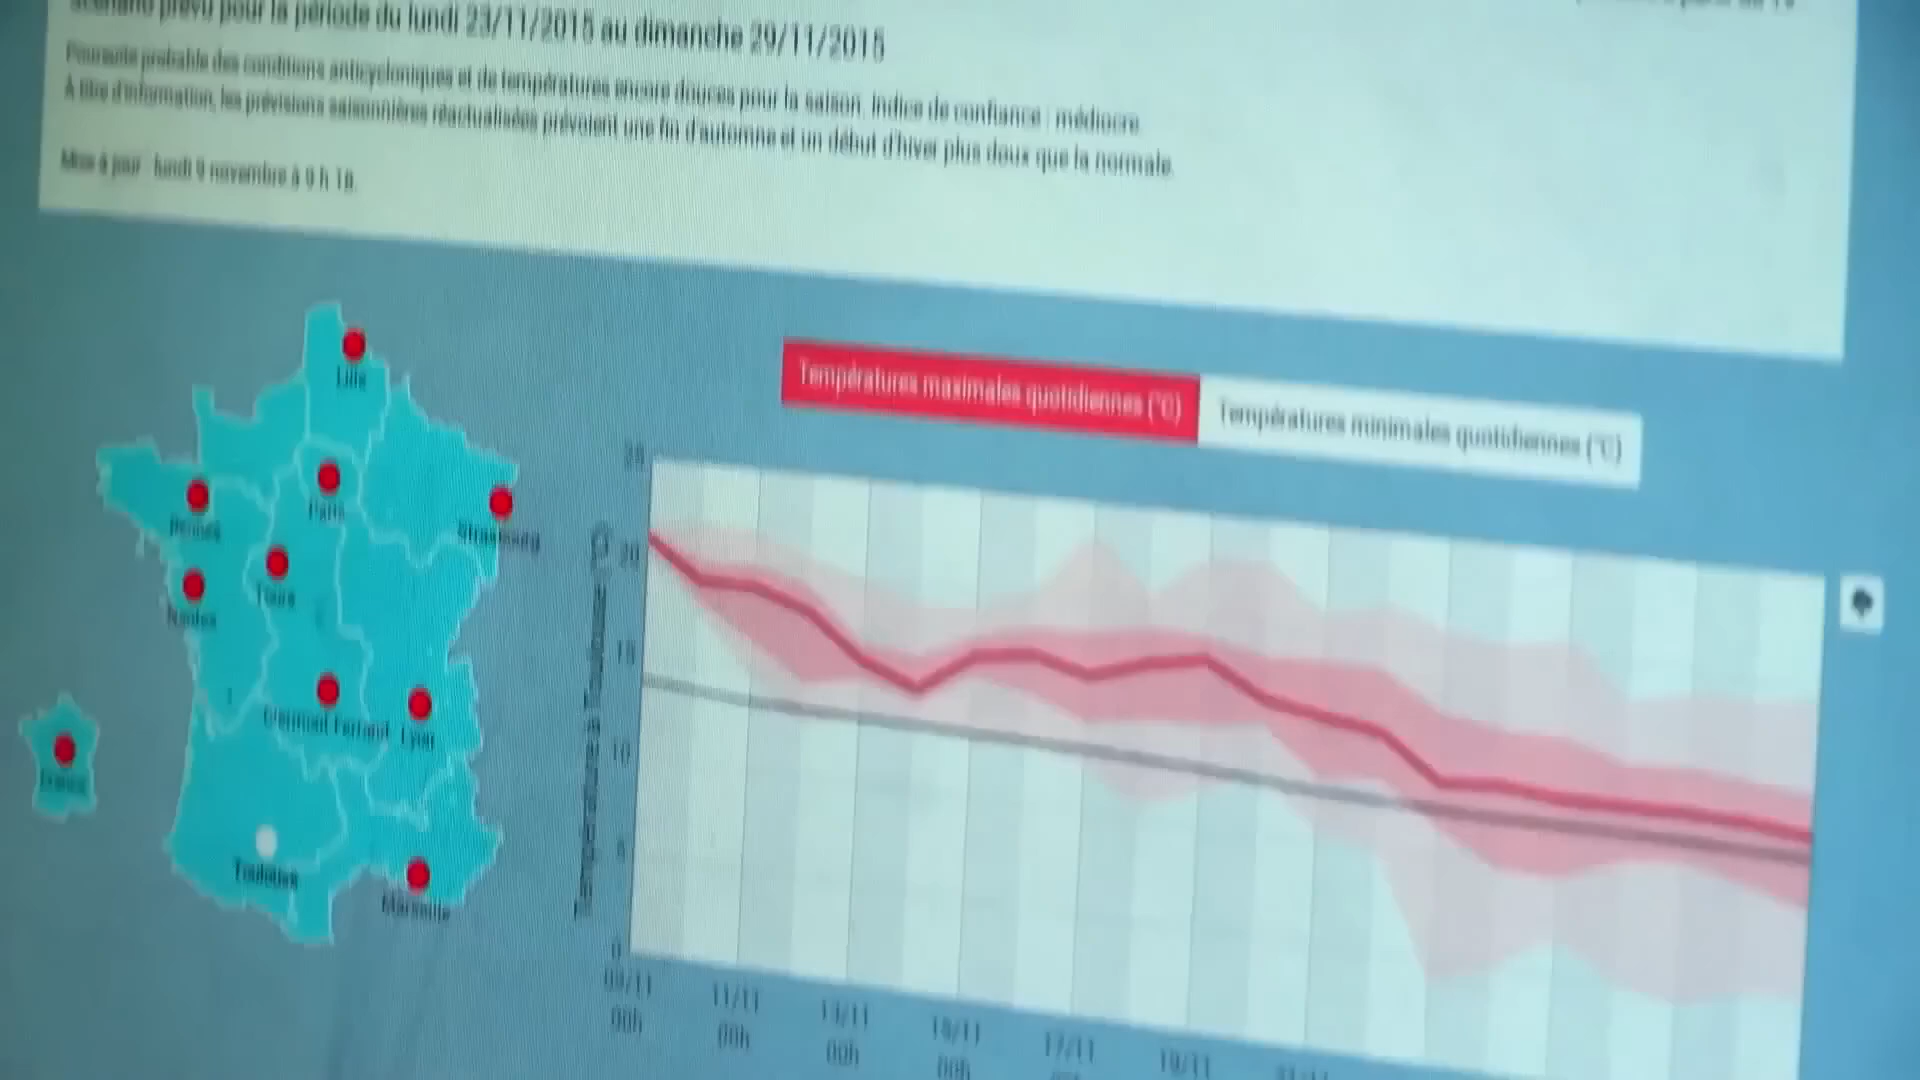 scénario prévu pour la période du lundi 23/11/2015 au dimanche 29/11/2015
Poursuite probable des conditions anticycloniques et de températures encore douces pour la saison. Indice de confiance : médiocre.
À titre d'information, les prévisions saisonnières réactualisées prévoient une fin d'automne et un début d'hiver plus doux que la normale.
Mise à jour : lundi 9 novembre à 9 h 18.
Températures maximales quotidiennes (°C)
Températures minimales quotidiennes (°C)
Lille
Paris
Rennes
Strasbourg
Tours
Nantes
Clermont Ferrand
Lyon
France
Toulouse
Marseille
20
15
10
5
0
09/11
00h
11/11
00h
13/11
00h
15/11
00h
17/11
19/11